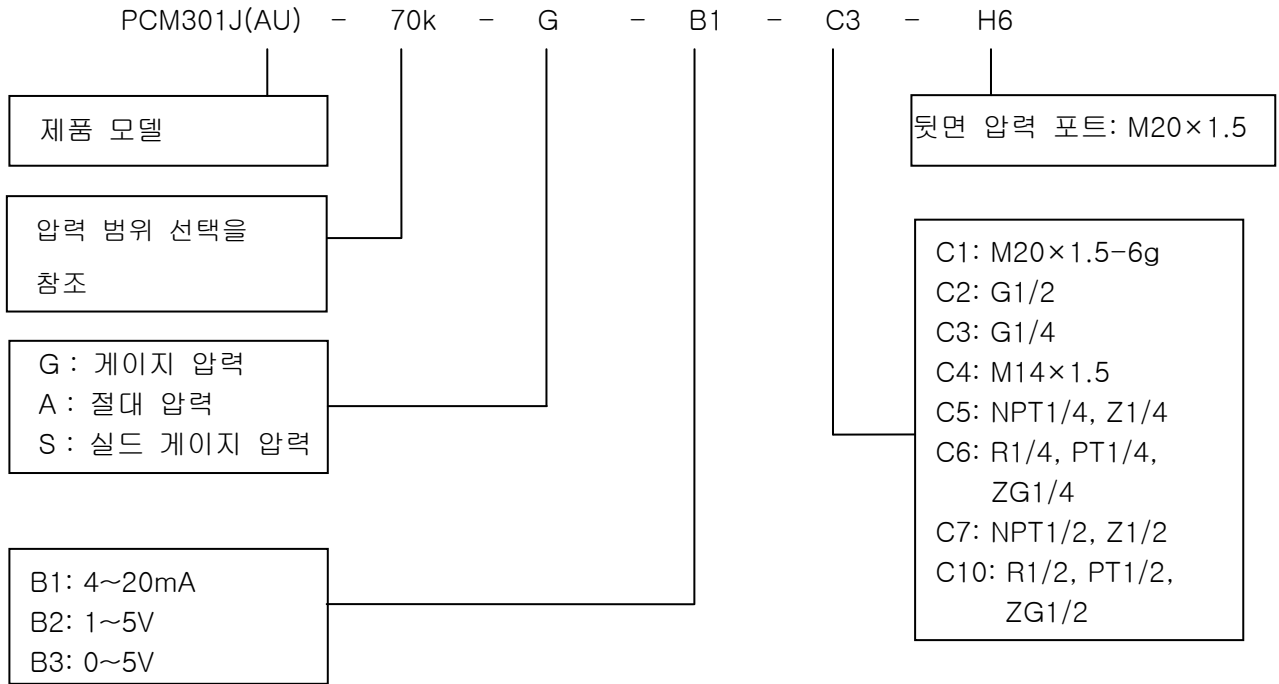 PCM301J(AU) - 70k - G - B1 - C3 - H6
제품 모델
뒷면 압력 포트: M20×1.5
압력 범위 선택을
참조
G : 게이지 압력
A : 절대 압력
S : 실드 게이지 압력
B1: 4~20mA
B2: 1~5V
B3: 0~5V
C1: M20×1.5-6g
C2: G1/2
C3: G1/4
C4: M14×1.5
C5: NPT1/4, Z1/4
C6: R1/4, PT1/4,
ZG1/4
C7: NPT1/2, Z1/2
C10: R1/2, PT1/2,
ZG1/2